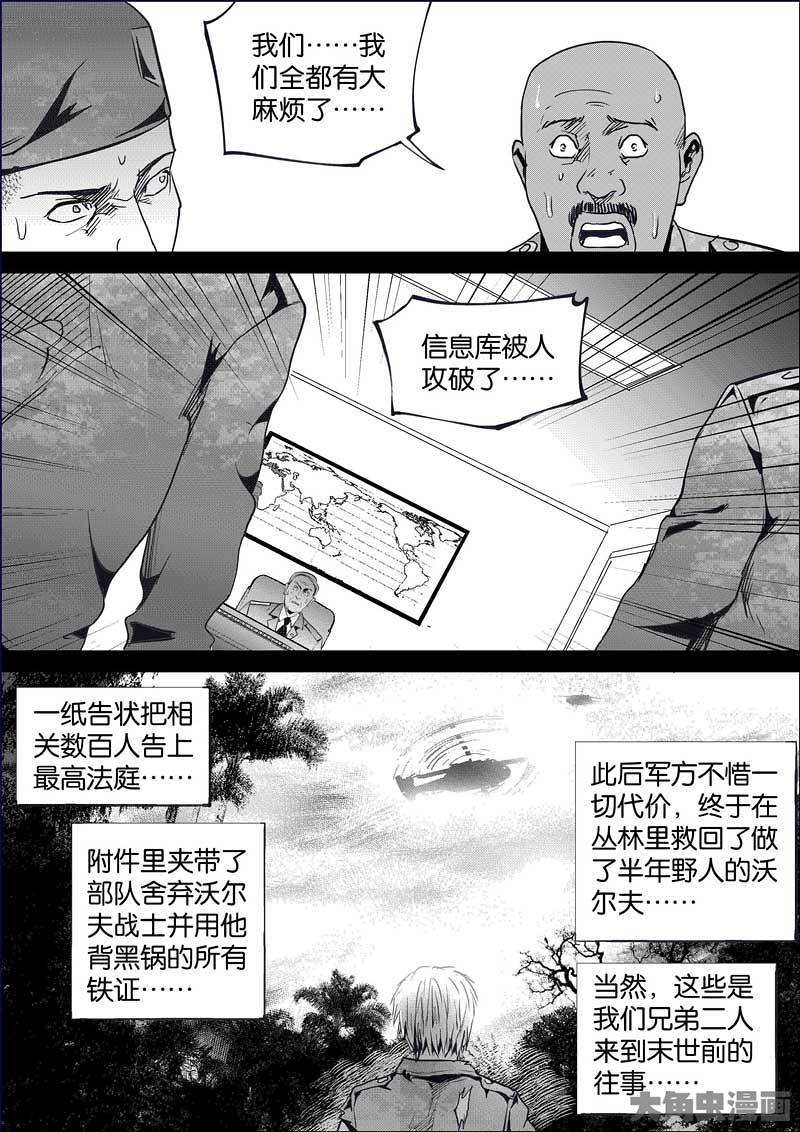 我们……我
们全都有大
麻烦了……
信息库被人
攻破了……
一纸告状把相
关数百人告上
最高法庭……
附件里夹带了
部队舍弃沃尔
夫战士并用他
背黑锅的所有
铁证……
此后军方不惜一
切代价，终于在
丛林里救回了做
了半年野人的沃
尔夫……
当然，这些是
我们兄弟二人
来到末世前的
往事……
大角虫漫画